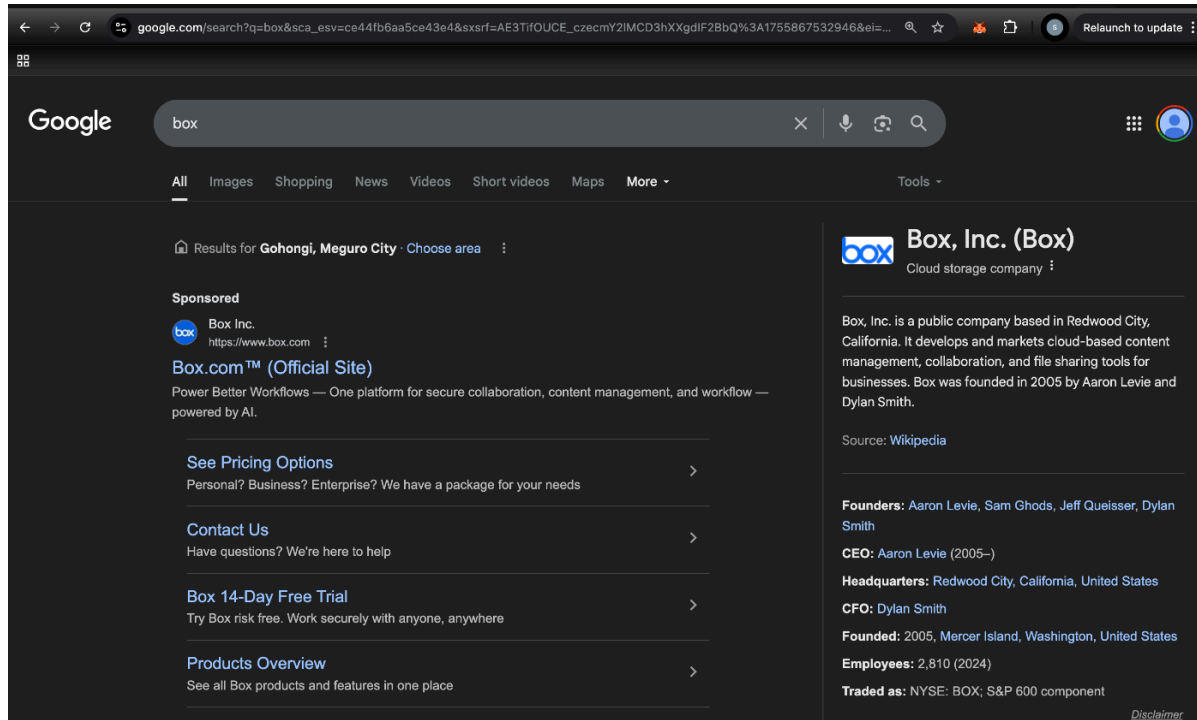 google.com/search?q=box&sca_esv=ce44fb6aa5ce43e4&sxsrf=AE3TifOUCE_czecmY2IMCD3hXXgdIF2BbQ%3A1755867532946&ei=...
S
Relaunch to update
Google
box
All Images Shopping News Videos Short videos Maps More Tools
Results for Gohongi, Meguro City · Choose area
Sponsored
box
Box Inc.
https://www.box.com
Box.com™ (Official Site)
Power Better Workflows — One platform for secure collaboration, content management, and workflow —
powered by AI.
See Pricing Options
Personal? Business? Enterprise? We have a package for your needs
Contact Us
Have questions? We're here to help
Box 14-Day Free Trial
Try Box risk free. Work securely with anyone, anywhere
Products Overview
See all Box products and features in one place
box
Box, Inc. (Box)
Cloud storage company
Box, Inc. is a public company based in Redwood City,
California. It develops and markets cloud-based content
management, collaboration, and file sharing tools for
businesses. Box was founded in 2005 by Aaron Levie and
Dylan Smith.
Source: Wikipedia
Founders: Aaron Levie, Sam Ghods, Jeff Queisser, Dylan
Smith
CEO: Aaron Levie (2005–)
Headquarters: Redwood City, California, United States
CFO: Dylan Smith
Founded: 2005, Mercer Island, Washington, United States
Employees: 2,810 (2024)
Traded as: NYSE: BOX; S&P 600 component
Disclaimer